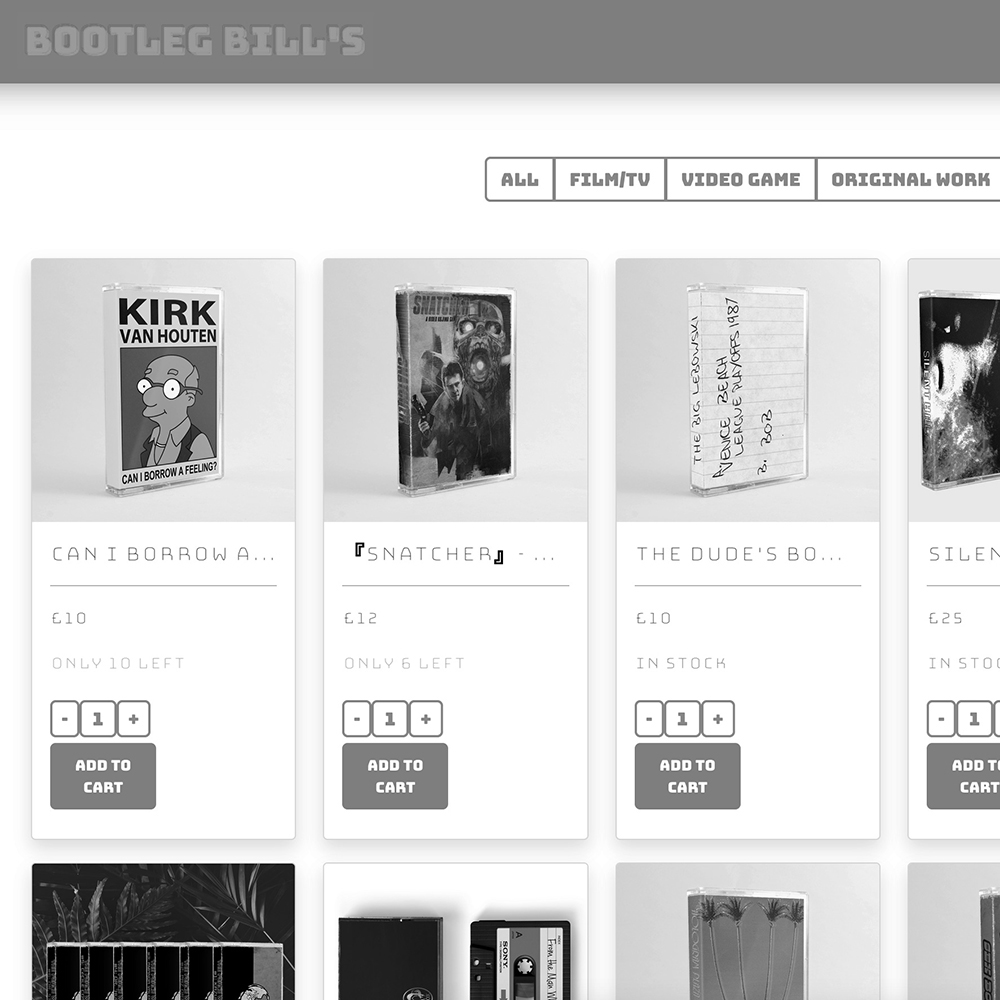 BOOTLEG BILL'S
ALL
FILM/TV
VIDEO GAME
ORIGINAL WORK
KIRK
VAN HOUTEN
CAN I BORROW A FEELING?
SNATCHER
THE BIG LEBOWSKI
VENICE BEACH
LEAGUE PLAYOFFS 1987
B. BOB
CAN I BORROW A...
『SNATCHER』 - ...
THE DUDE'S BO...
SILEN
£10
£12
£10
£25
ONLY 10 LEFT
ONLY 6 LEFT
IN STOCK
IN STOC
- 1 +
- 1 +
- 1 +
- 1
ADD TO
CART
ADD TO
CART
ADD TO
CART
ADD TO
CART
SONY
A
From the Man W